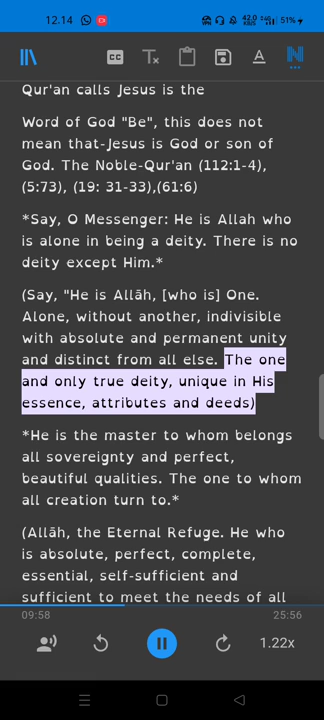 12.14
42.0
KB/S
51%
CC
A
Qur'an calls Jesus is the
Word of God "Be", this does not
mean that-Jesus is God or son of
God. The Noble-Qur'an (112:1-4),
(5:73), (19: 31-33),(61:6)
*Say, O Messenger: He is Allah who
is alone in being a deity. There is no
deity except Him.*
(Say, "He is Allāh, [who is] One.
Alone, without another, indivisible
with absolute and permanent unity
and distinct from all else. The one
and only true deity, unique in His
essence, attributes and deeds)
*He is the master to whom belongs
all sovereignty and perfect,
beautiful qualities. The one to whom
all creation turn to.*
(Allāh, the Eternal Refuge. He who
is absolute, perfect, complete,
essential, self-sufficient and
sufficient to meet the needs of all
09:58
25:56
1.22x